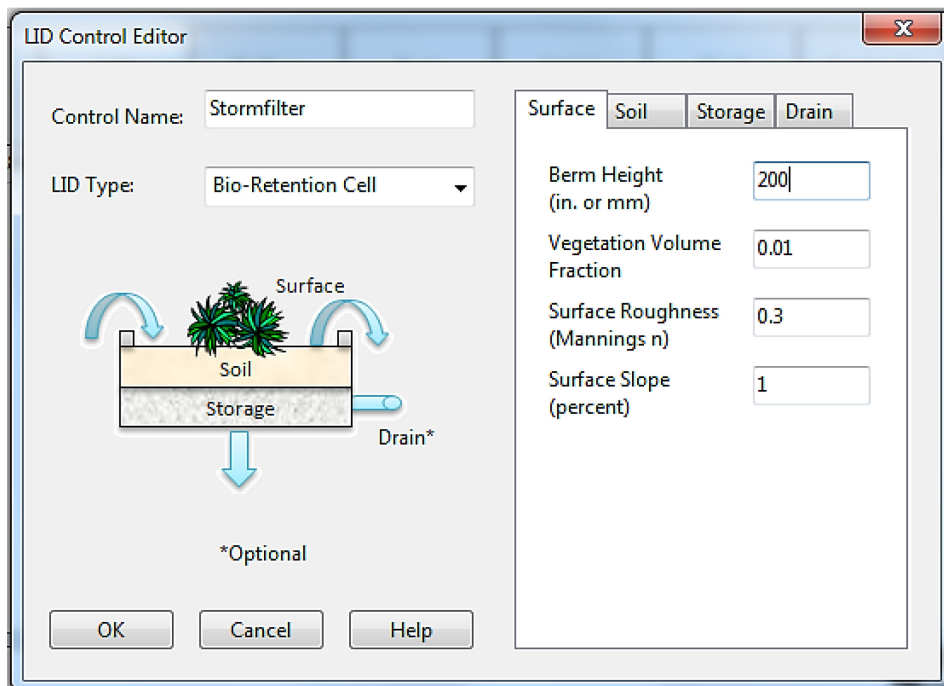 LID Control Editor
X
Control Name:
Stormfilter
LID Type:
Bio-Retention Cell
Surface
Soil
Storage
Drain*
*Optional
OK
Cancel
Help
Surface
Soil
Storage
Drain
Berm Height
(in. or mm)
200
Vegetation Volume
Fraction
0.01
Surface Roughness
(Mannings n)
0.3
Surface Slope
(percent)
1